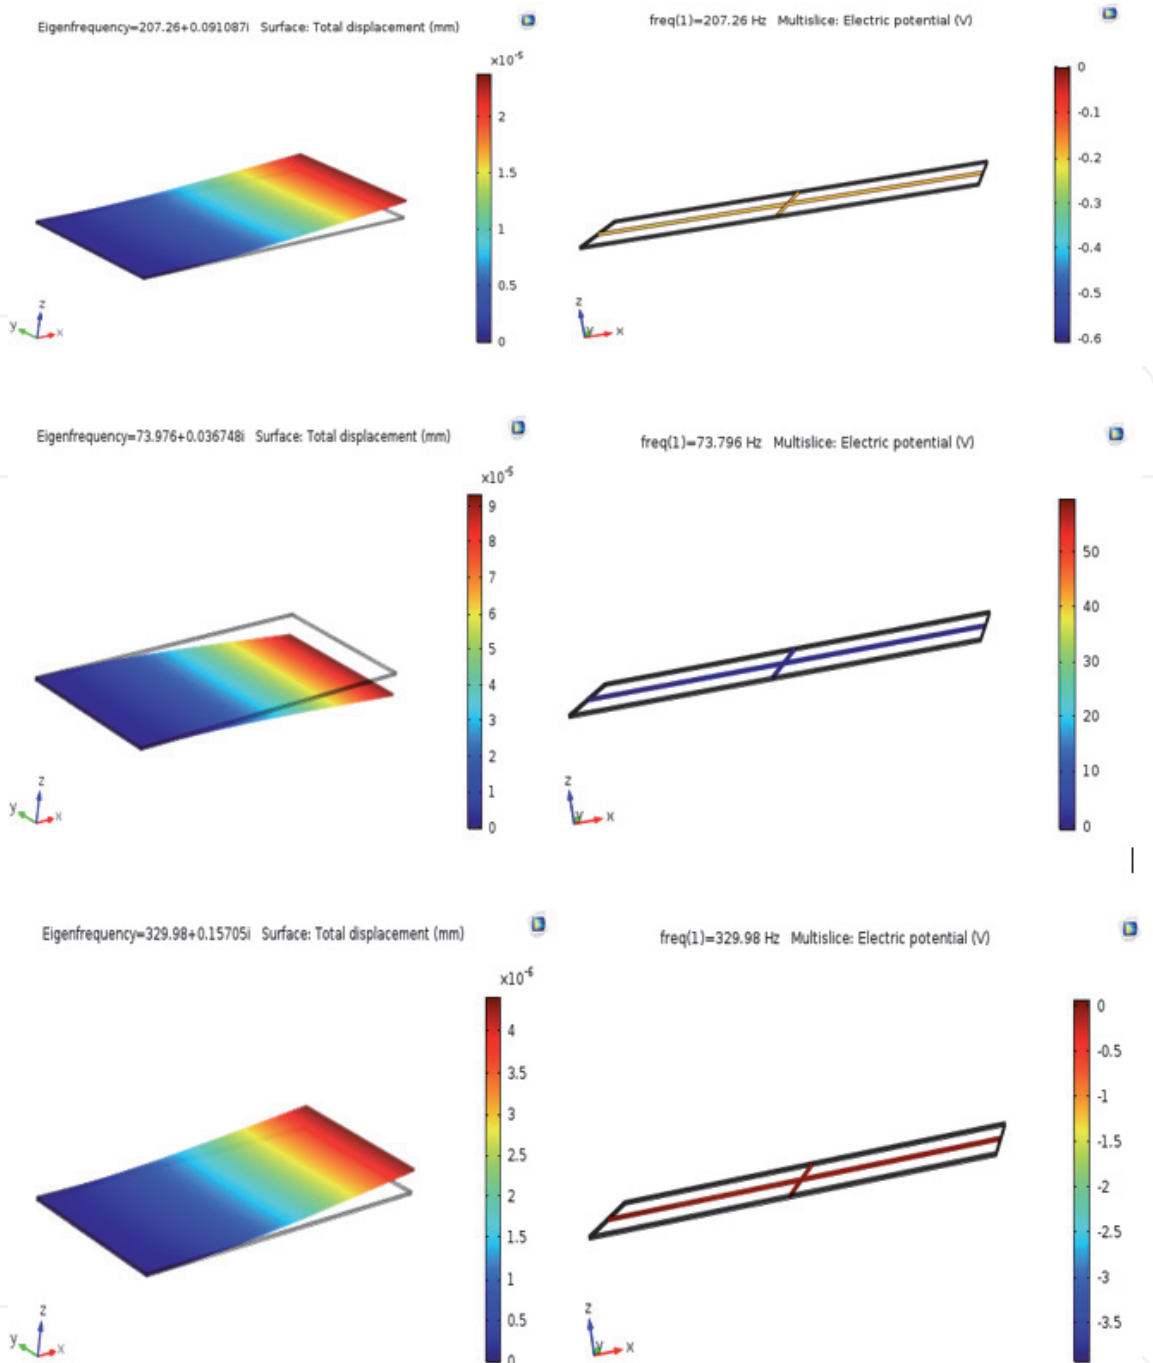 Eigenfrequency=207.26+0.091087i Surface: Total displacement (mm)
×10⁻⁵
2
1.5
1
0.5
0
z
y
x
freq(1)=207.26 Hz Multislice: Electric potential (V)
0
-0.1
-0.2
-0.3
-0.4
-0.5
-0.6
z
y
x
Eigenfrequency=73.976+0.036748i Surface: Total displacement (mm)
×10⁻⁵
9
8
7
6
5
4
3
2
1
0
z
y
x
freq(1)=73.796 Hz Multislice: Electric potential (V)
50
40
30
20
10
0
z
y
x
Eigenfrequency=329.98+0.15705i Surface: Total displacement (mm)
×10⁻⁶
4
3.5
3
2.5
2
1.5
1
0.5
0
z
y
x
freq(1)=329.98 Hz Multislice: Electric potential (V)
0
-0.5
-1
-1.5
-2
-2.5
-3
-3.5
z
y
x